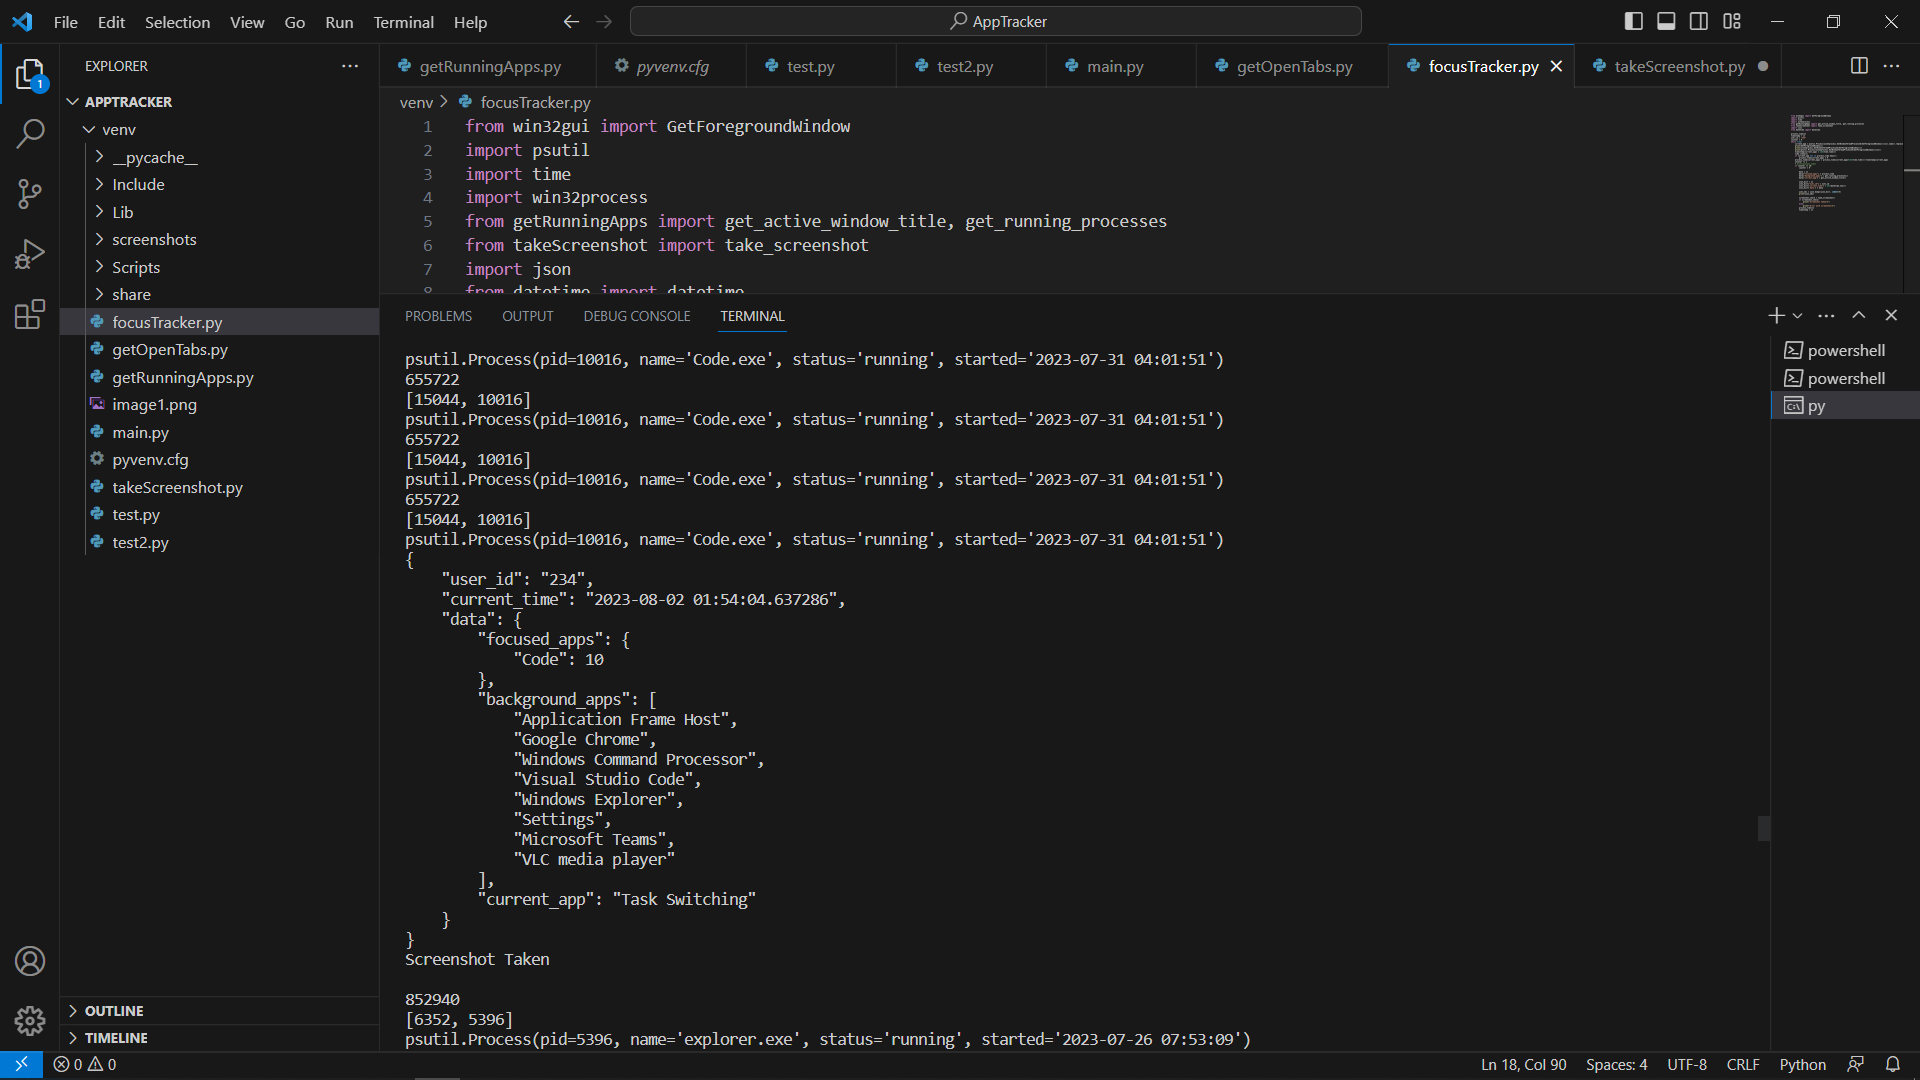 File Edit Selection View Go Run Terminal Help
AppTracker
EXPLORER
getRunningApps.py pyvenv.cfg test.py test2.py main.py getOpenTabs.py focusTracker.py takeScreenshot.py
1
APPTRACKER
venv
__pycache__
Include
Lib
screenshots
Scripts
share
focusTracker.py
getOpenTabs.py
getRunningApps.py
image1.png
main.py
pyvenv.cfg
takeScreenshot.py
test.py
test2.py
OUTLINE
TIMELINE
venv > focusTracker.py
1 from win32gui import GetForegroundWindow
2 import psutil
3 import time
4 import win32process
5 from getRunningApps import get_active_window_title, get_running_processes
6 from takeScreenshot import take_screenshot
7 import json
8 from datetime import datetime
PROBLEMS OUTPUT DEBUG CONSOLE TERMINAL
psutil.Process(pid=10016, name='Code.exe', status='running', started='2023-07-31 04:01:51')
655722
[15044, 10016]
psutil.Process(pid=10016, name='Code.exe', status='running', started='2023-07-31 04:01:51')
655722
[15044, 10016]
psutil.Process(pid=10016, name='Code.exe', status='running', started='2023-07-31 04:01:51')
655722
[15044, 10016]
psutil.Process(pid=10016, name='Code.exe', status='running', started='2023-07-31 04:01:51')
{
"user_id": "234",
"current_time": "2023-08-02 01:54:04.637286",
"data": {
"focused_apps": {
"Code": 10
},
"background_apps": [
"Application Frame Host",
"Google Chrome",
"Windows Command Processor",
"Visual Studio Code",
"Windows Explorer",
"Settings",
"Microsoft Teams",
"VLC media player"
],
"current_app": "Task Switching"
}
}
Screenshot Taken
852940
[6352, 5396]
psutil.Process(pid=5396, name='explorer.exe', status='running', started='2023-07-26 07:53:09')
powershell
powershell
py
0 0
Ln 18, Col 90 Spaces: 4 UTF-8 CRLF Python